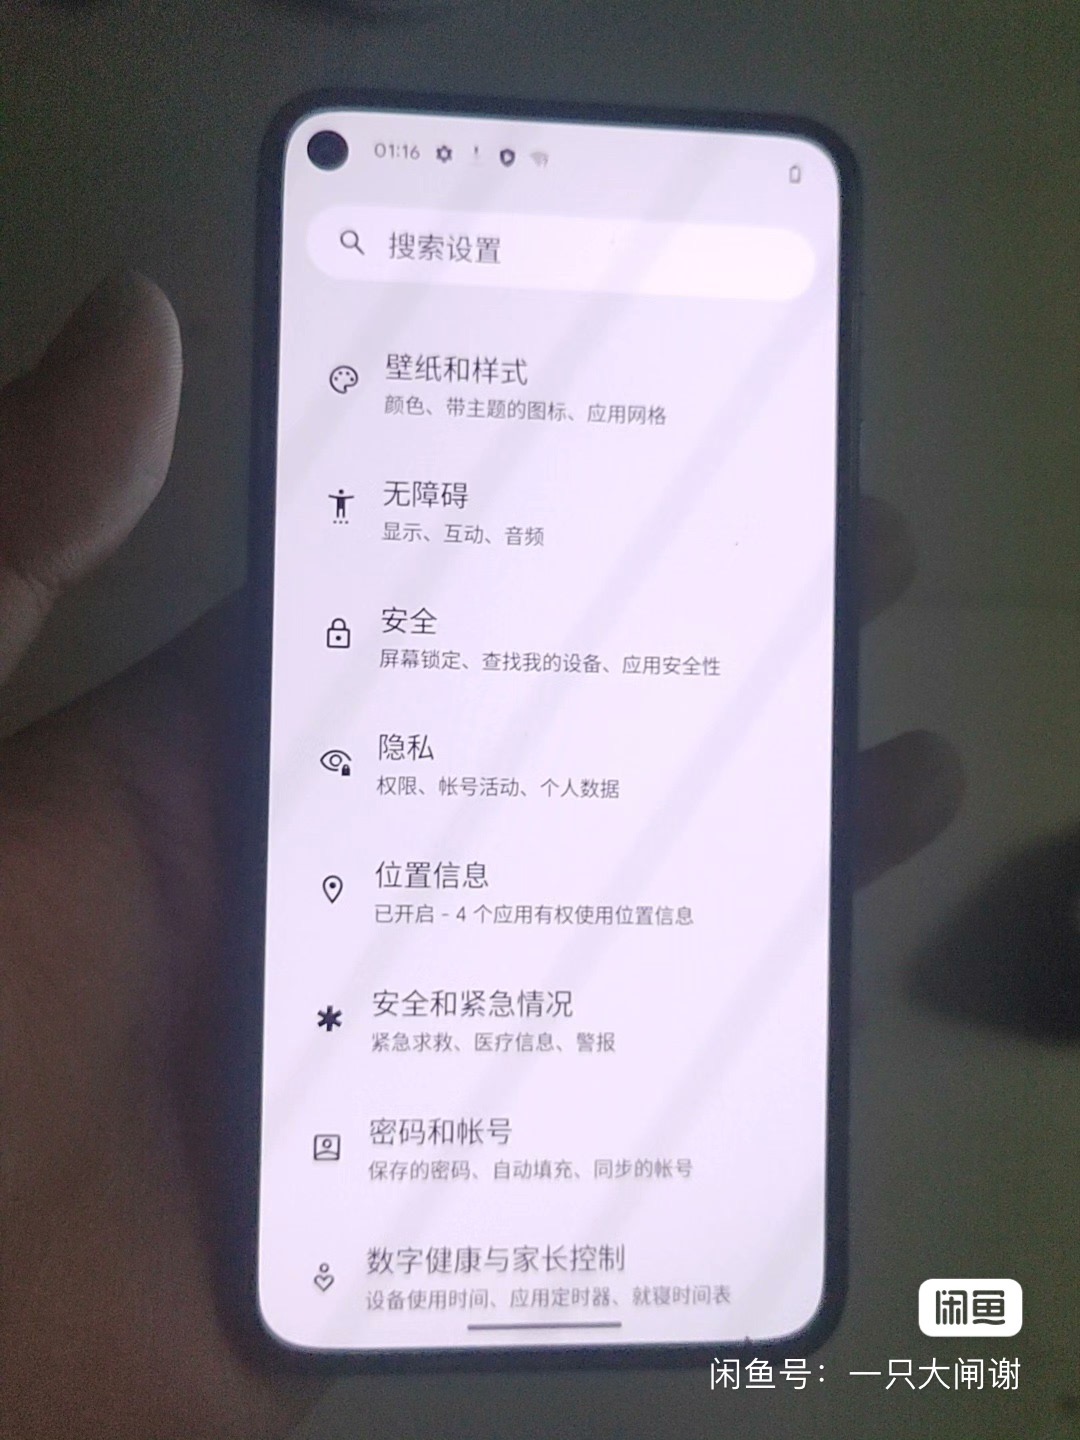 01:16
搜索设置
壁纸和样式
颜色、带主题的图标、应用网格
无障碍
显示、互动、音频
安全
屏幕锁定、查找我的设备、应用安全性
隐私
权限、帐号活动、个人数据
位置信息
已开启 - 4 个应用有权使用位置信息
安全和紧急情况
紧急求救、医疗信息、警报
密码和帐号
保存的密码、自动填充、同步的帐号
数字健康与家长控制
设备使用时间、应用定时器、就寝时间表
闲鱼
闲鱼号：一只大闸谢